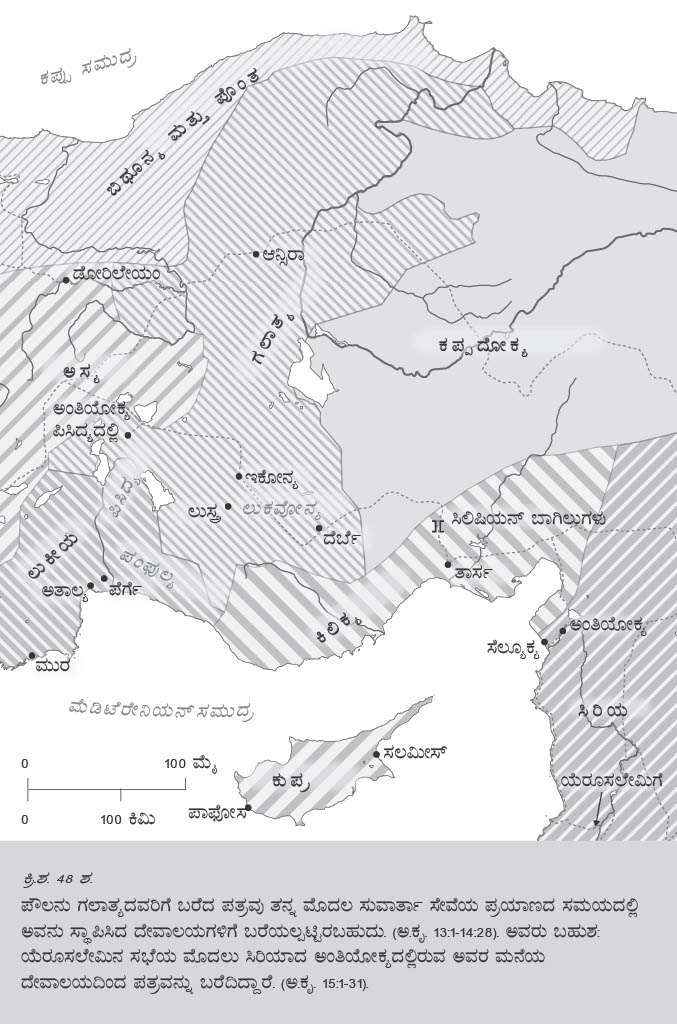 ಕಪ್ಪು ಸಮುದ್ರ
ಬಿಥೂನ್ಯ ಮತ್ತು ಪೊಂತ
ಆನ್ಸಿರಾ
ಡೋರಿಲೇಯಂ
ಗಲಾತ್ಯ
ಕಪ್ಪದೋಕ್ಯ
ಅಸ್ಯ
ಅಂತಿಯೋಕ್ಯ
ಪಿಸಿದ್ಯದಲ್ಲಿ
ಇಕೋನ್ಯ
ಪಿಸಿದ್ಯ
ಲುಸ್ತ್ರ
ಲುಕವೋನ್ಯ
ದೆರ್ಬೆ
ಸಿಲಿಷಿಯನ್ ಬಾಗಿಲುಗಳು
ಲುಕೀಯ
ಪಂಫುಲ್ಯ
ತಾರ್ಸ
ಅತಾಲ್ಯ
ಪೆರ್ಗೆ
ಕಿಲಿಕ್ಯ
ಅಂತಿಯೋಕ್ಯ
ಸೆಲ್ಯೂಕ್ಯ
ಮುರ
ಮೆಡಿಟೆರೇನಿಯನ್ ಸಮುದ್ರ
ಸಿರಿಯ
ಸಲಮೀಸ್
0 100 ಮೈ
ಕುಪ್ರ
ಯೆರೂಸಲೇಮಿಗೆ
ಪಾಫೋಸ
0 100 ಕಿಮಿ
ಕ್ರಿ.ಶ. 48 ಶ.
ಪೌಲನು ಗಲಾತ್ಯದವರಿಗೆ ಬರೆದ ಪತ್ರವು ತನ್ನ ಮೊದಲ ಸುವಾರ್ತಾ ಸೇವೆಯ ಪ್ರಯಾಣದ ಸಮಯದಲ್ಲಿ
ಅವನು ಸ್ಥಾಪಿಸಿದ ದೇವಾಲಯಗಳಿಗೆ ಬರೆಯಲ್ಪಟ್ಟಿರಬಹುದು. (ಅ.ಕೃ. 13:1-14:28). ಅವರು ಬಹುಶ:
ಯೆರೂಸಲೇಮಿನ ಸಭೆಯ ಮೊದಲು ಸಿರಿಯಾದ ಅಂತಿಯೋಕ್ಯದಲ್ಲಿರುವ ಅವರ ಮನೆಯ
ದೇವಾಲಯದಿಂದ ಪತ್ರವನ್ನು ಬರೆದಿದ್ದಾರೆ. (ಅ.ಕೃ. 15:1-31).